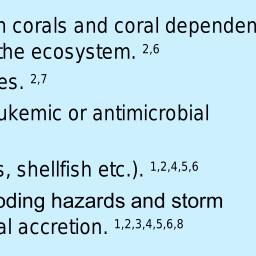 corals and coral
the ecosystem. 2,6
es. 2,7
ukemic or antimicrobial
s, shellfish etc.). 1,2,4,5,6
oding hazards and storm
al accretion. 1,2,3,4,5,6,8